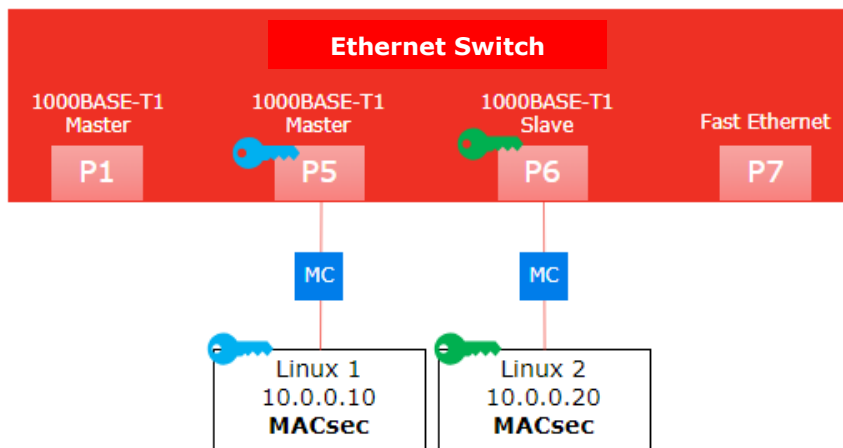 Ethernet Switch
1000BASE-T1
Master
P1
1000BASE-T1
Master
P5
1000BASE-T1
Slave
P6
Fast Ethernet
P7
MC
MC
Linux 1
10.0.0.10
MACsec
Linux 2
10.0.0.20
MACsec